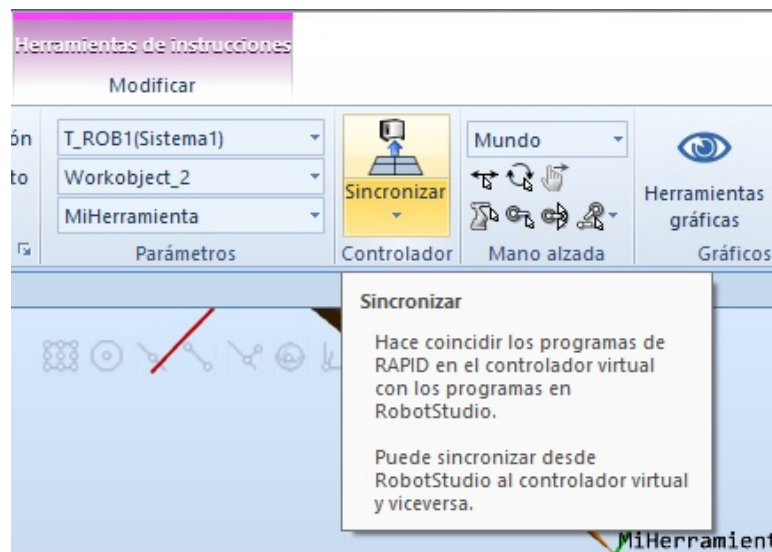 Herramientas de instrucciones
Modificar
ón
T_ROB1(Sistema1)
Mundo
to
Workobject_2
Sincronizar
Herramientas
gráficas
MiHerramienta
Parámetros
Controlador
Mano alzada
Gráficos
Sincronizar
Hace coincidir los programas de
RAPID en el controlador virtual
con los programas en
RobotStudio.
Puede sincronizar desde
RobotStudio al controlador virtual
y viceversa.
MiHerramient